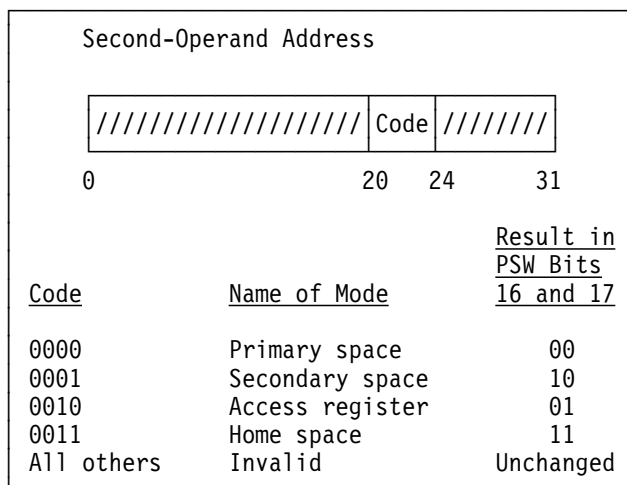 Second-Operand Address
////////////////////Code////////
0 20 24 31
Result in
PSW Bits
Code Name of Mode 16 and 17
0000 Primary space 00
0001 Secondary space 10
0010 Access register 01
0011 Home space 11
All others Invalid Unchanged